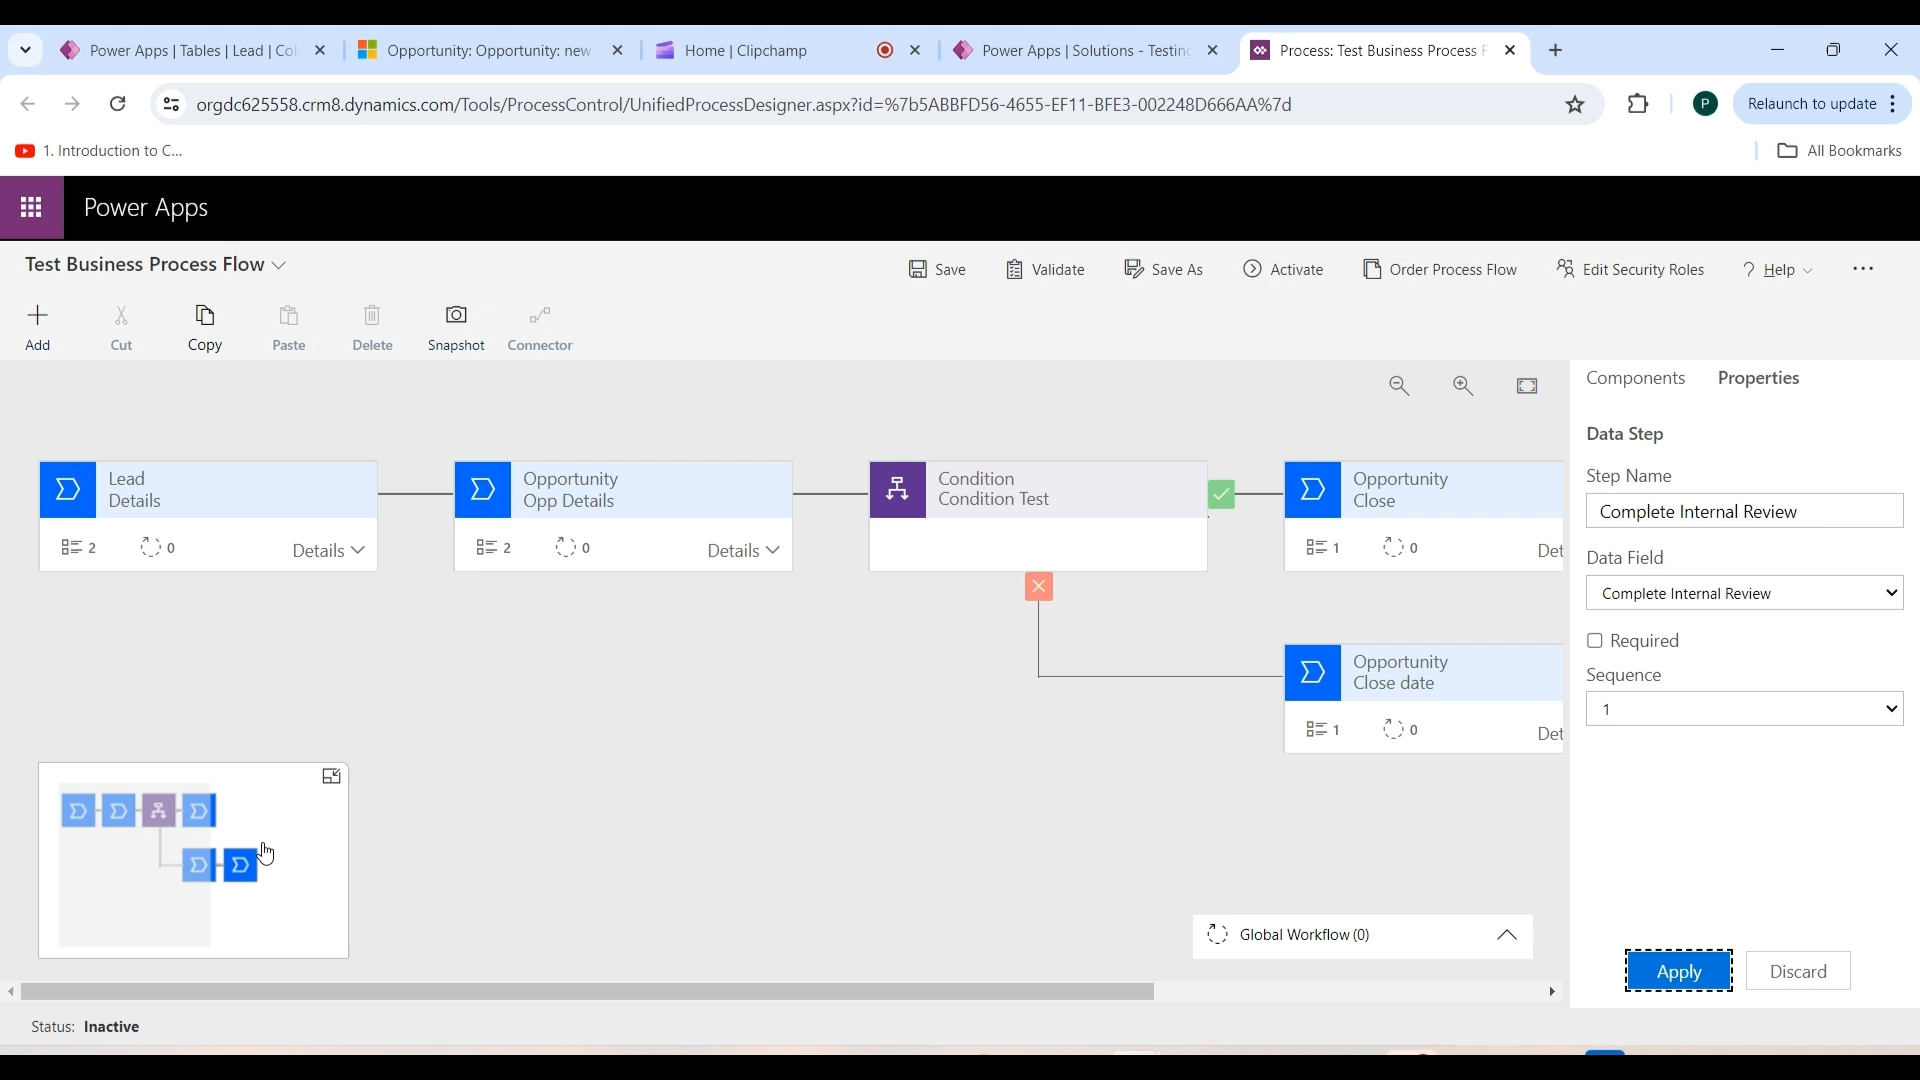 Power Apps | Tables | Lead | Col
Opportunity: Opportunity: new
Home | Clipchamp
Power Apps | Solutions - Testing
Process: Test Business Process F
orgdc625558.crm8.dynamics.com/Tools/ProcessControl/UnifiedProcessDesigner.aspx?id=%7b5ABBFD56-4655-EF11-BFE3-002248D666AA%7d
P
Relaunch to update
1. Introduction to C...
All Bookmarks
Power Apps
Test Business Process Flow
Save
Validate
Save As
Activate
Order Process Flow
Edit Security Roles
? Help
Add
Cut
Copy
Paste
Delete
Snapshot
Connector
Components
Properties
Lead
Details
2
0
Details
Opportunity
Opp Details
2
0
Details
Condition
Condition Test
Opportunity
Close
1
0
Det
Opportunity
Close date
1
0
Det
Data Step
Step Name
Complete Internal Review
Data Field
Complete Internal Review
Required
Sequence
1
Global Workflow (0)
Apply
Discard
Status: Inactive